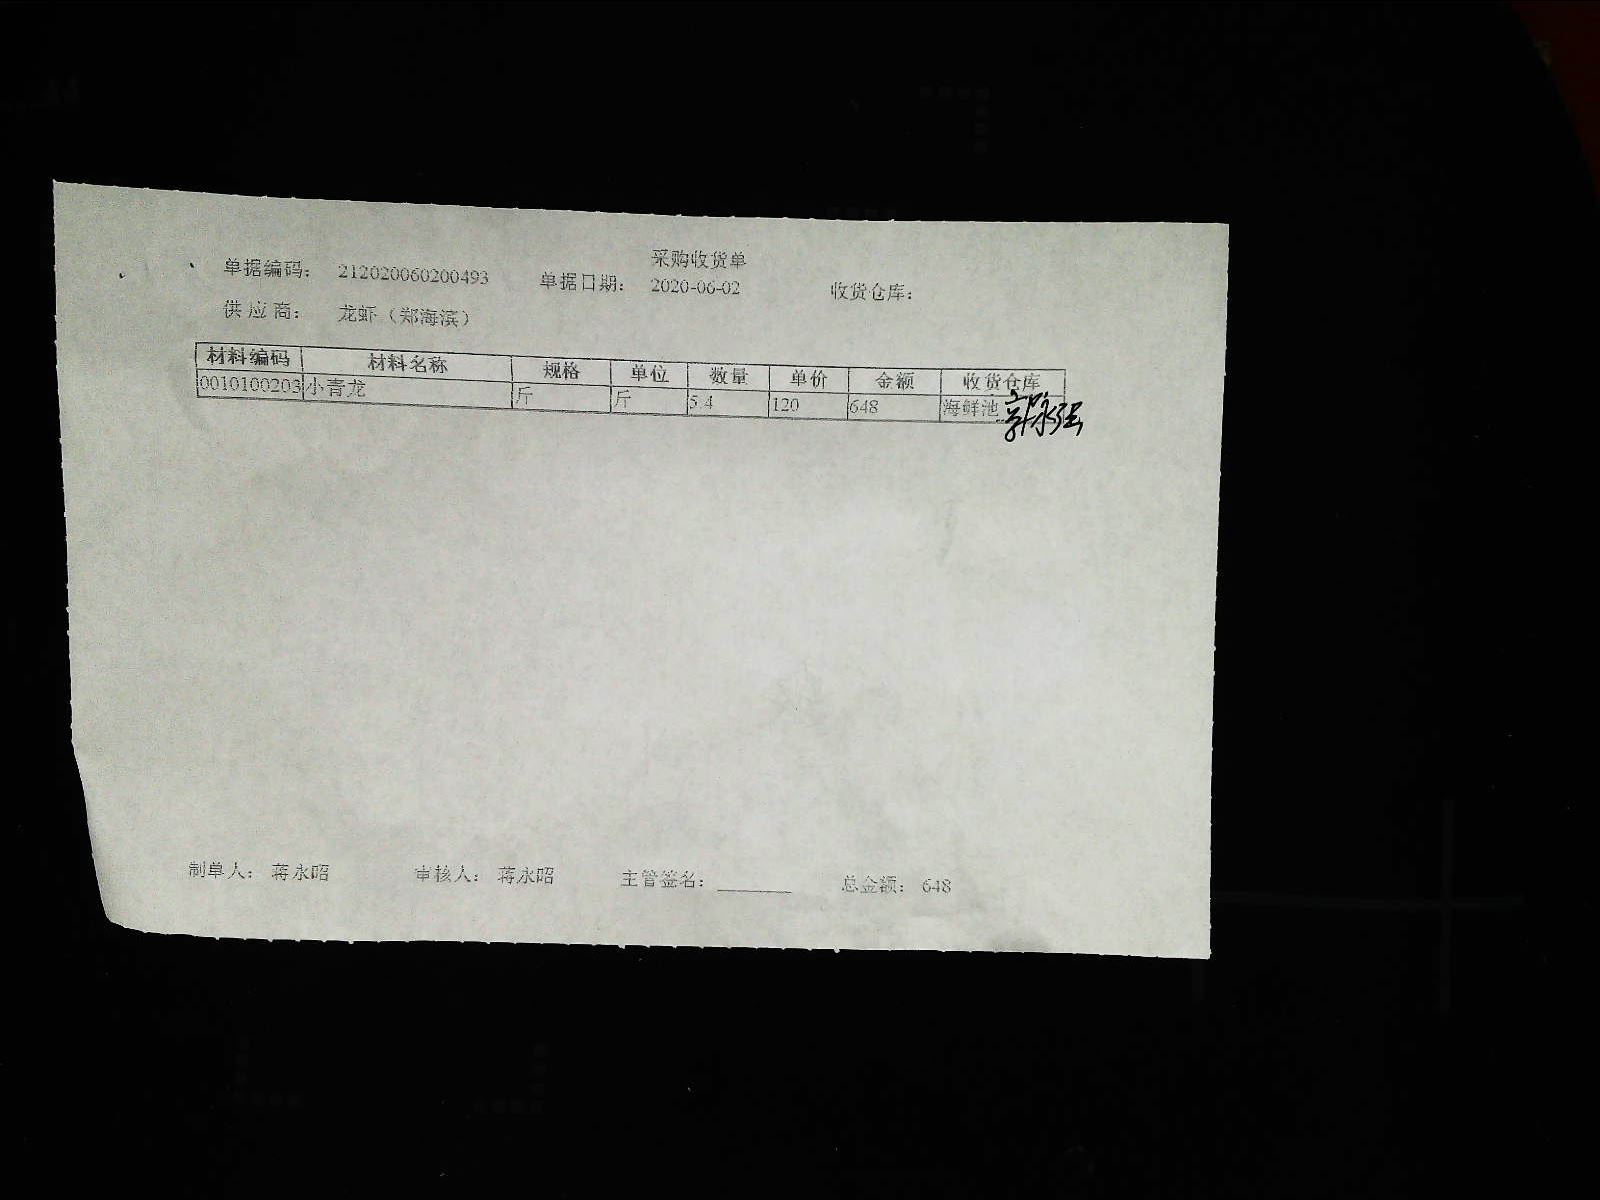 采购收货单
单据编码： 212020060200493 单据日期： 2020-06-02 收货仓库：
供应商： 龙虾（郑海滨）
材料编码 材料名称 规格 单位 数量 单价 金额 收货仓库
0010100203 小青龙 斤 斤 5.4 120 648 海鲜池
制单人： 蒋永昭 审核人： 蒋永昭 主管签名： 总金额： 648